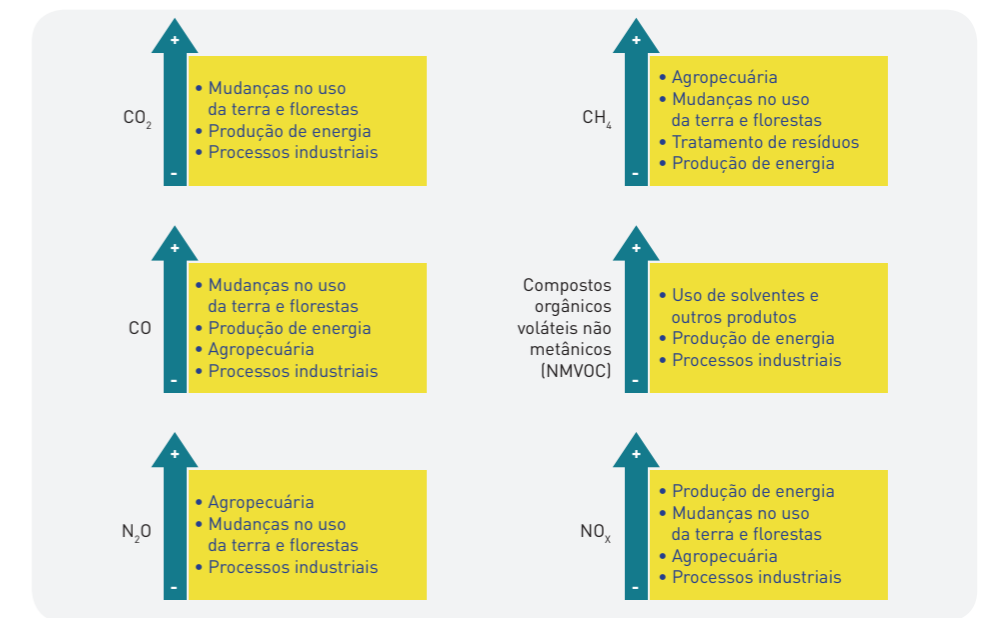 +
CO₂
• Mudanças no uso
da terra e florestas
• Produção de energia
• Processos industriais
-
+
CH₄
• Agropecuária
• Mudanças no uso
da terra e florestas
• Tratamento de resíduos
• Produção de energia
-
+
CO
• Mudanças no uso
da terra e florestas
• Produção de energia
• Agropecuária
• Processos industriais
-
+
Compostos
orgânicos
voláteis não
metânicos
(NMVOC)
• Uso de solventes e
outros produtos
• Produção de energia
• Processos industriais
-
+
N₂O
• Agropecuária
• Mudanças no uso
da terra e florestas
• Processos industriais
-
+
NOₓ
• Produção de energia
• Mudanças no uso
da terra e florestas
• Agropecuária
• Processos industriais
-